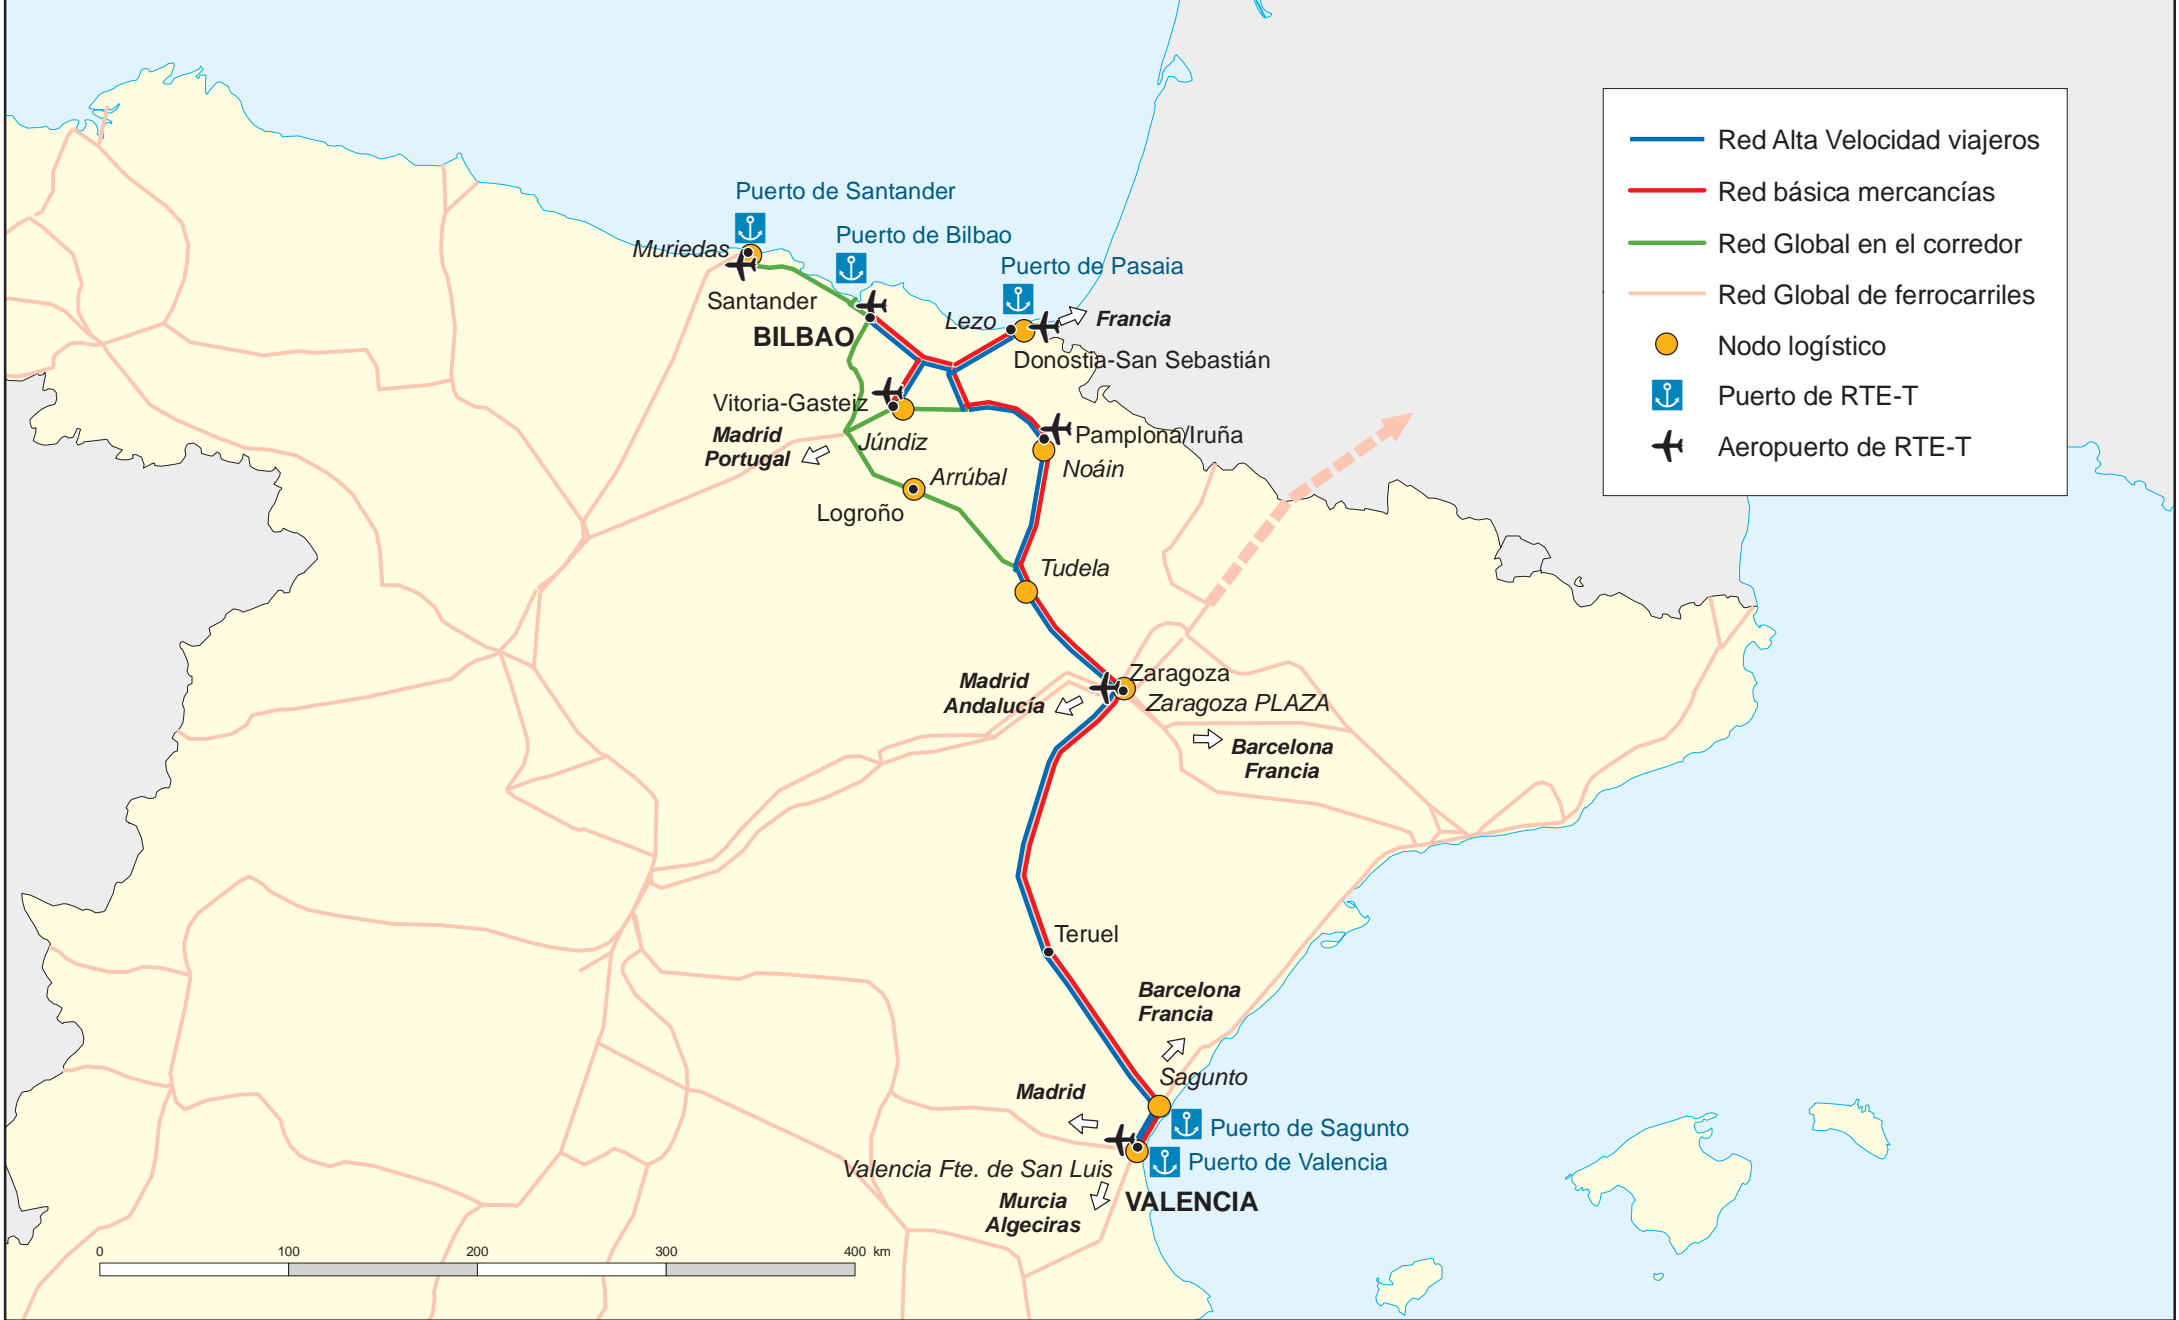 Puerto de Santander
Puerto de Bilbao
Muriedas
Puerto de Pasaia
Santander
BILBAO
Lezo
Francia
Donostia-San Sebastián
Vitoria-Gasteiz
Júndiz
Madrid
Portugal
Pamplona/Iruña
Noáin
Arrúbal
Logroño
Tudela
Zaragoza
Zaragoza PLAZA
Madrid
Andalucía
Barcelona
Francia
Teruel
Barcelona
Francia
Sagunto
Madrid
Puerto de Sagunto
Puerto de Valencia
Valencia Fte. de San Luis
VALENCIA
Murcia
Algeciras
0 100 200 300 400 km
Red Alta Velocidad viajeros
Red básica mercancías
Red Global en el corredor
Red Global de ferrocarriles
Nodo logístico
Puerto de RTE-T
Aeropuerto de RTE-T